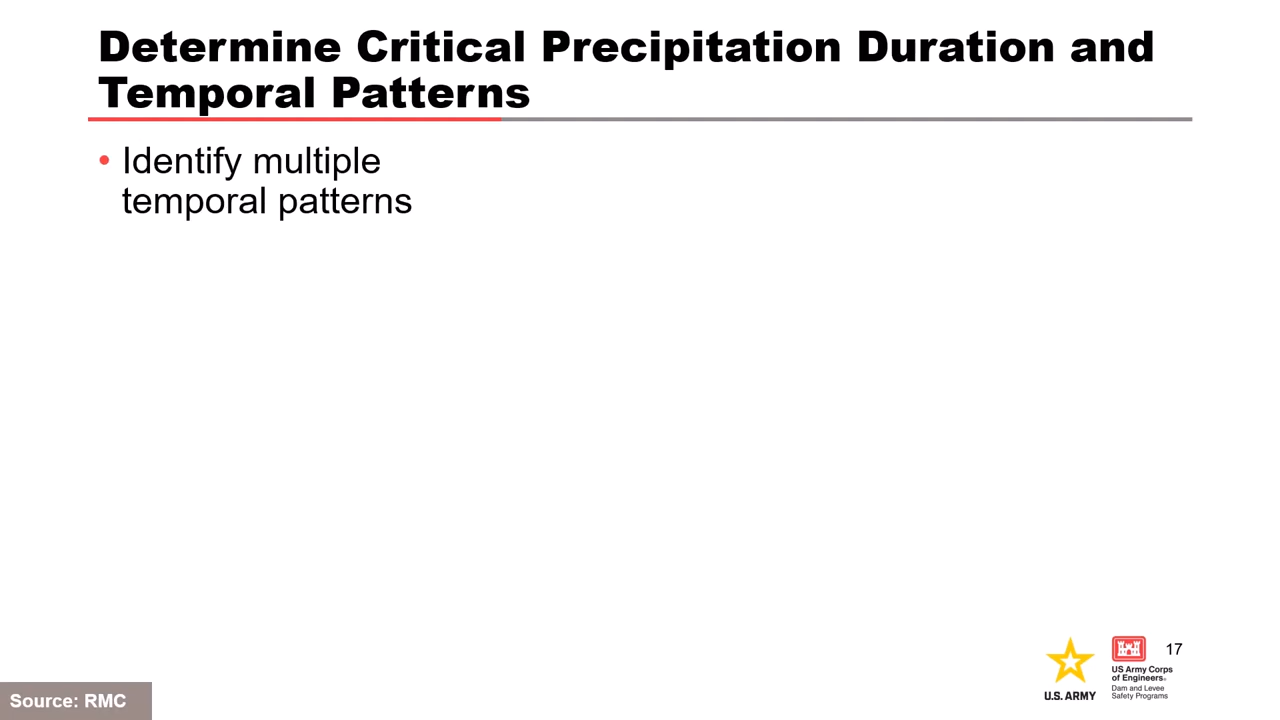 Determine Critical Precipitation Duration and
Temporal Patterns
• Identify multiple
temporal patterns
17
U.S. ARMY
US Army Corps
of Engineers®
Dam and Levee
Safety Programs
Source: RMC